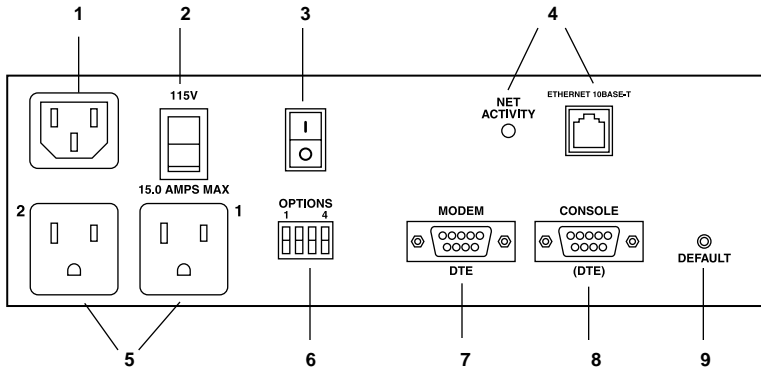 1 2 3 4
115V
NET
ACTIVITY
ETHERNET 10BASE-T
I
O
15.0 AMPS MAX
2 1
OPTIONS
1 4
MODEM
CONSOLE
DTE
(DTE)
DEFAULT
5 6 7 8 9